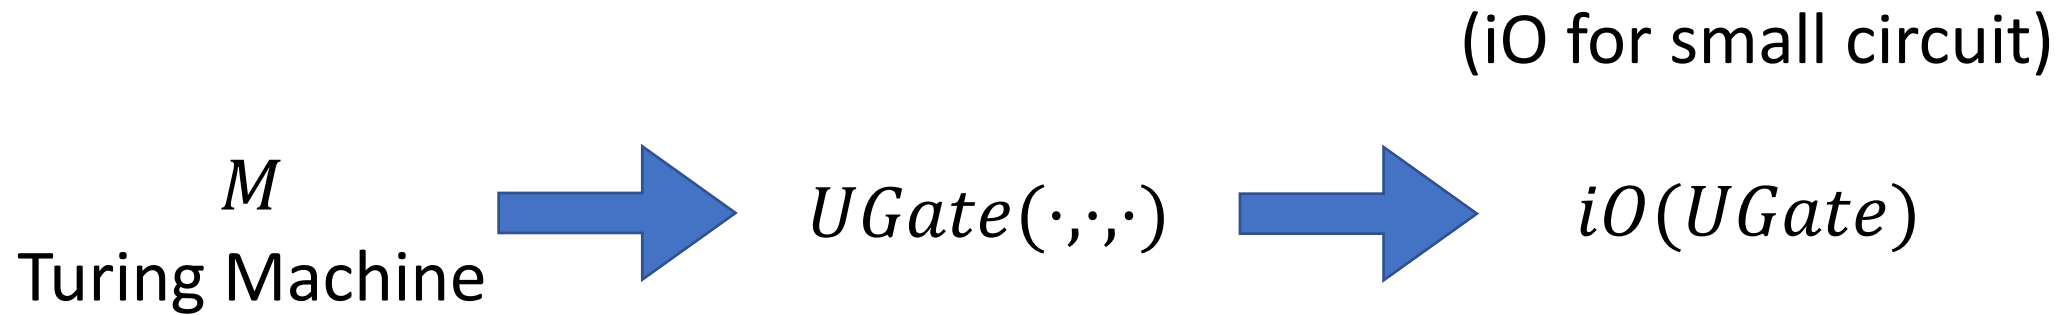 (iO for small circuit)
M
Turing Machine
UGate(·,·,·)
iO(UGate)